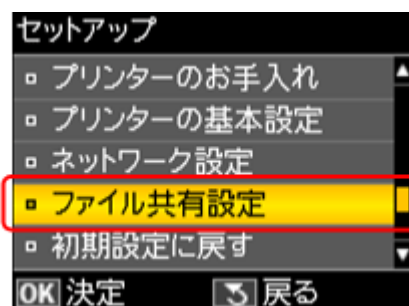 セットアップ
プリンターのお手入れ
プリンターの基本設定
ネットワーク設定
ファイル共有設定
初期設定に戻す
OK 決定 戻る